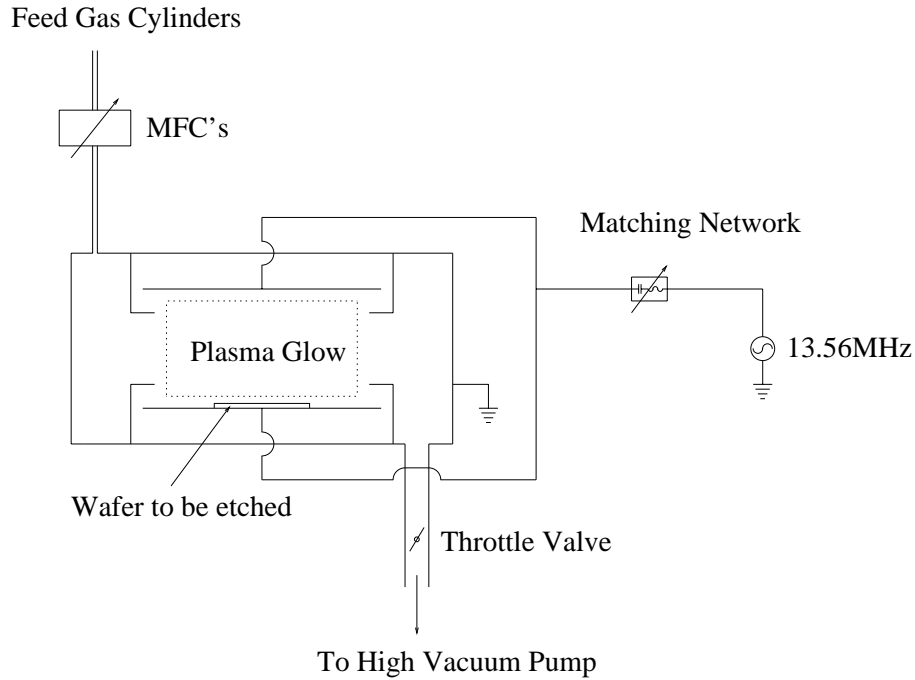 Feed Gas Cylinders
MFC's
Matching Network
Plasma Glow
13.56MHz
Wafer to be etched
Throttle Valve
To High Vacuum Pump